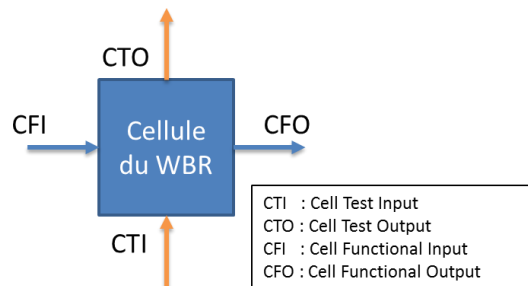 CTO
CFI
Cellule
du WBR
CFO
CTI
CTI : Cell Test Input
CTO : Cell Test Output
CFI : Cell Functional Input
CFO : Cell Functional Output